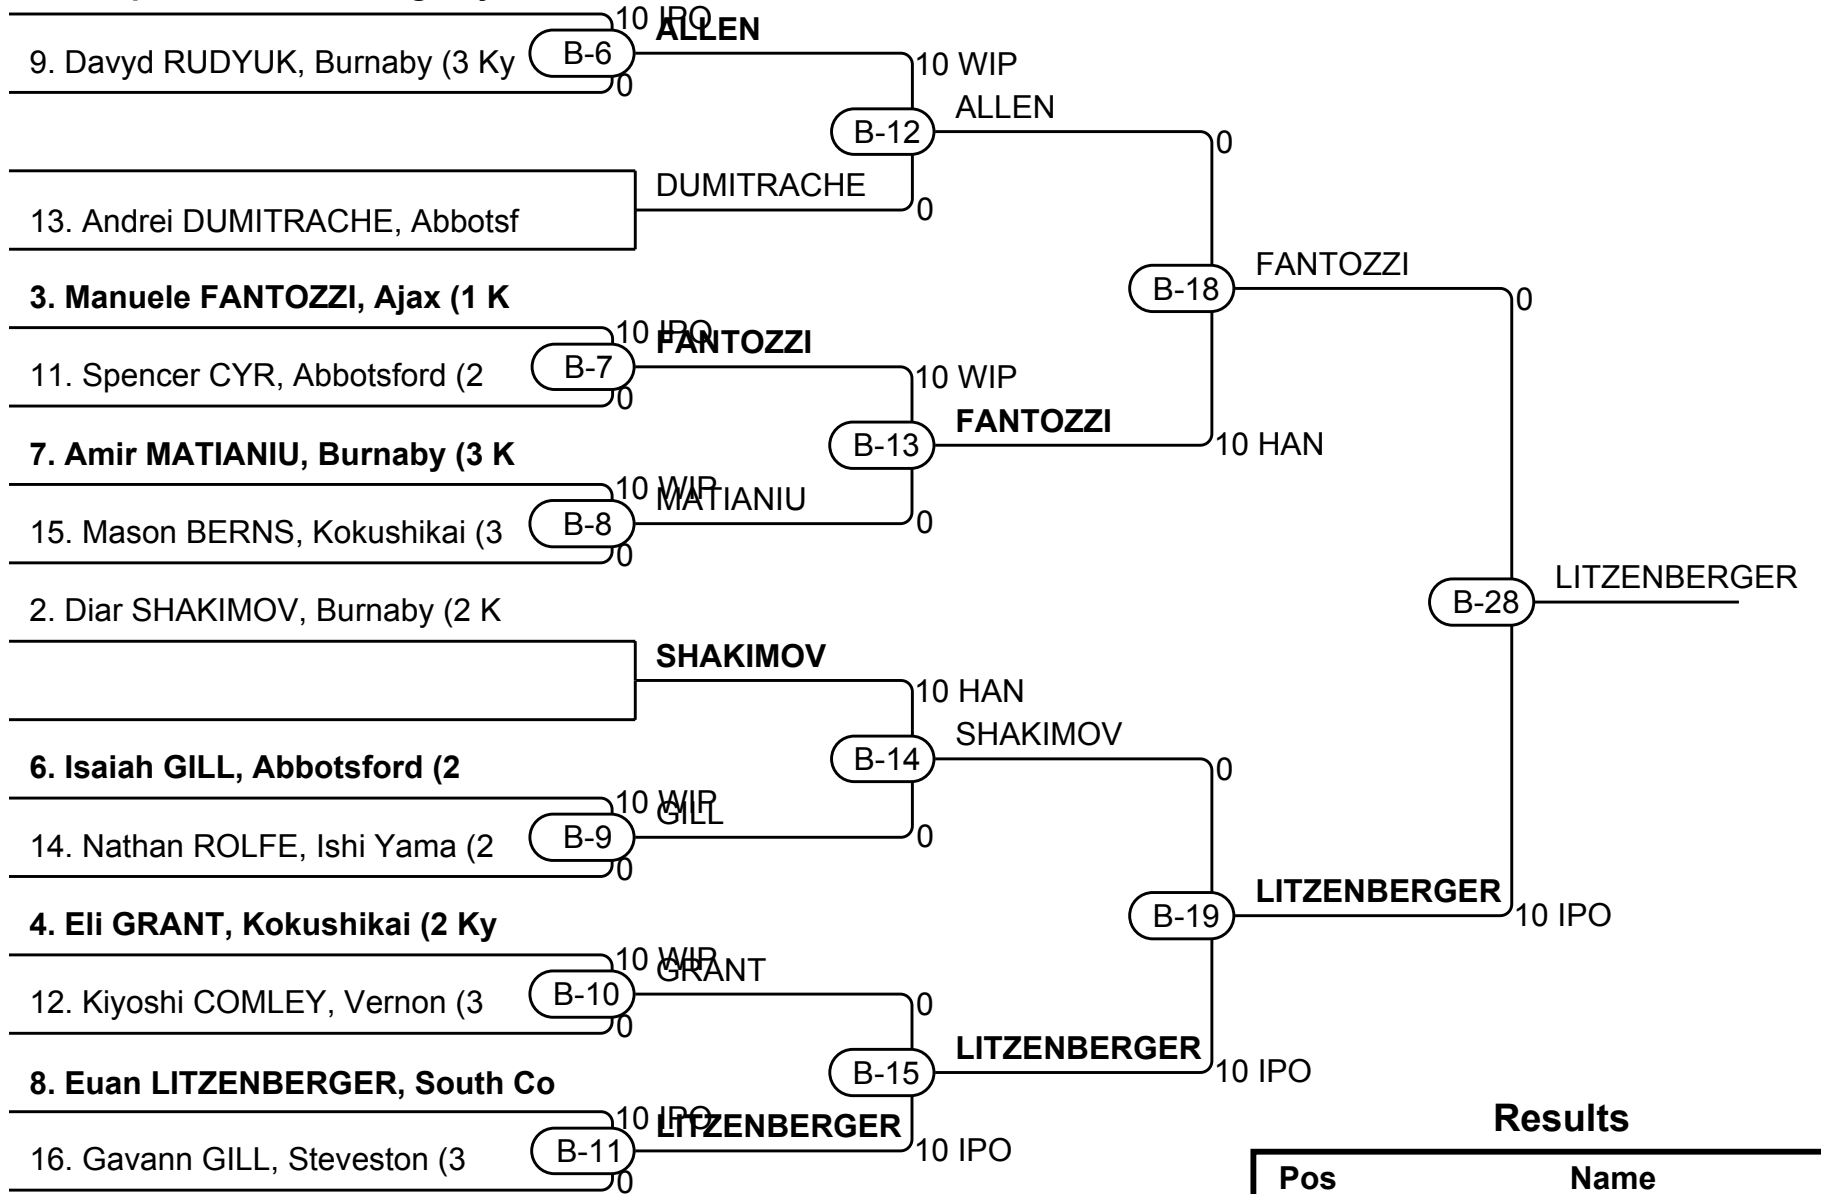 10 IPO
ALLEN
9. Davyd RUDYUK, Burnaby (3 Ky
B-6
0
10 WIP
ALLEN
B-12
0
DUMITRACHE
0
13. Andrei DUMITRACHE, Abbotsf
FANTOZZI
3. Manuele FANTOZZI, Ajax (1 K
B-18
0
10 IPO
FANTOZZI
11. Spencer CYR, Abbotsford (2
B-7
0
10 WIP
FANTOZZI
7. Amir MATIANIU, Burnaby (3 K
B-13
10 HAN
10 WIP
MATIANIU
15. Mason BERNS, Kokushikai (3
B-8
0
0
LITZENBERGER
2. Diar SHAKIMOV, Burnaby (2 K
B-28
SHAKIMOV
10 HAN
SHAKIMOV
6. Isaiah GILL, Abbotsford (2
B-14
0
10 WIP
GILL
14. Nathan ROLFE, Ishi Yama (2
B-9
0
0
LITZENBERGER
4. Eli GRANT, Kokushikai (2 Ky
B-19
10 IPO
10 WIP
GRANT
12. Kiyoshi COMLEY, Vernon (3
B-10
0
0
LITZENBERGER
8. Euan LITZENBERGER, South Co
B-15
10 IPO
10 IPO
LITZENBERGER
16. Gavann GILL, Steveston (3
B-11
0
10 IPO
Results
Pos Name